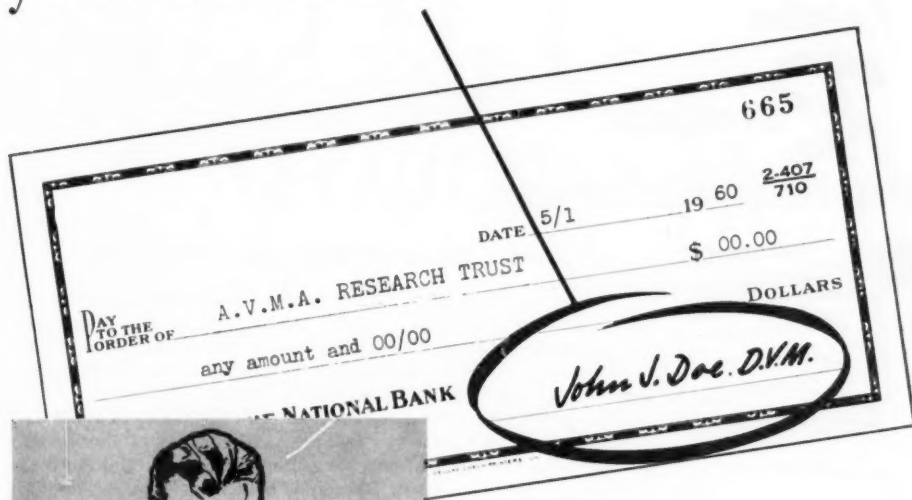 665
DATE 5/1 19 60 2-407
710
PAY
TO THE
ORDER OF A.V.M.A. RESEARCH TRUST $ 00.00
any amount and 00/00 DOLLARS
NATIONAL BANK John J. Doe. D.V.M.